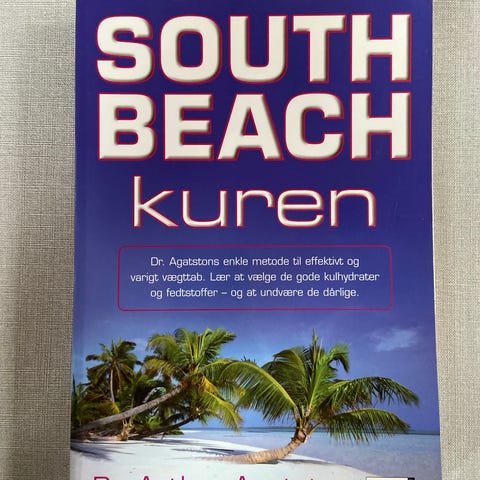 SOUTH
BEACH
kuren
Dr. Agatstons enkle metode til effektivt og
varigt vægttab. Lær at vælge de gode kulhydrater
og fedtstoffer – og at undvære de dårlige.